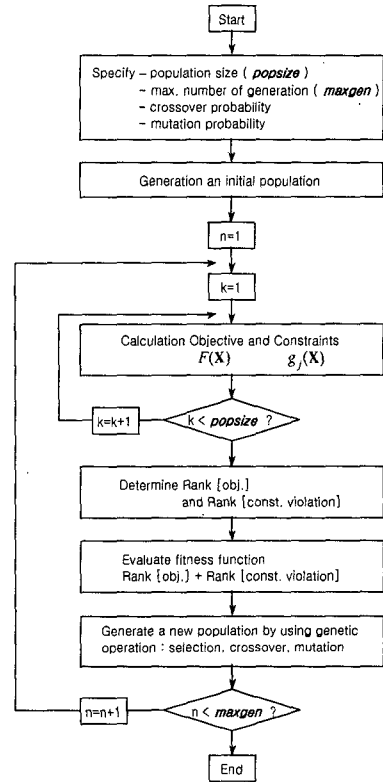 Start
Specify – population size ( popsize )
– max. number of generation ( maxgen )
– crossover probability
– mutation probability
Generation an initial population
n=1
k=1
Calculation Objective and Constraints
F(X) g_j(X)
k < popsize ?
k=k+1
Determine Rank [obj.]
and Rank [const. violation]
Evaluate fitness function
Rank [obj.] + Rank [const. violation]
Generate a new population by using genetic
operation : selection, crossover, mutation
n < maxgen ?
n=n+1
End